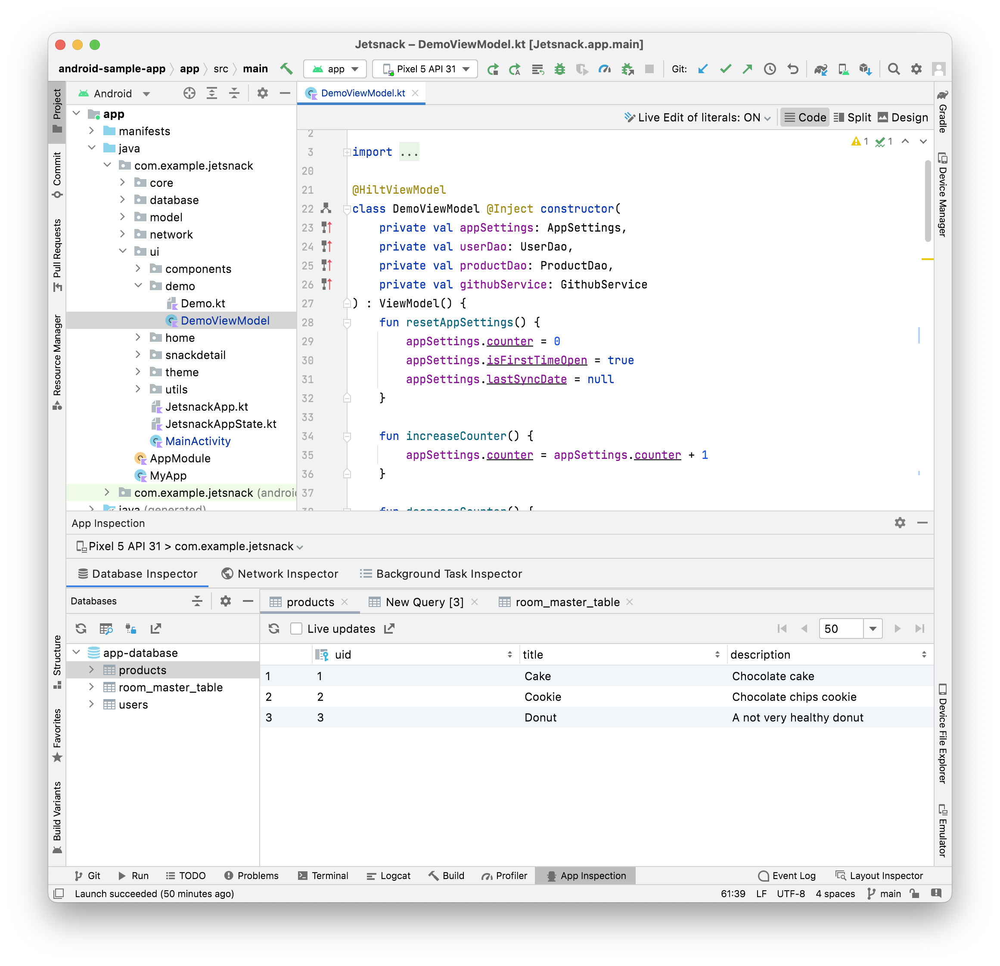 Jetsnack – DemoViewModel.kt [Jetsnack.app.main]
android-sample-app app src main app Pixel 5 API 31 Git:
Project
Commit
Pull Requests
Resource Manager
Structure
Favorites
Build Variants
Android
app
manifests
java
com.example.jetsnack
core
database
model
network
ui
components
demo
Demo.kt
DemoViewModel
home
snackdetail
theme
utils
JetsnackApp.kt
JetsnackAppState.kt
MainActivity
AppModule
MyApp
com.example.jetsnack (androi
java (generated)
DemoViewModel.kt
Live Edit of literals: ON Code Split Design
1 1
2
3 import ...
20
21 @HiltViewModel
22 class DemoViewModel @Inject constructor(
23 private val appSettings: AppSettings,
24 private val userDao: UserDao,
25 private val productDao: ProductDao,
26 private val githubService: GithubService
27 ) : ViewModel() {
28 fun resetAppSettings() {
29 appSettings.counter = 0
30 appSettings.isFirstTimeOpen = true
31 appSettings.lastSyncDate = null
32 }
33
34 fun increaseCounter() {
35 appSettings.counter = appSettings.counter + 1
36 }
37
38 fun decreaseCounter() {
Gradle
Device Manager
Device File Explorer
Emulator
App Inspection
Pixel 5 API 31 > com.example.jetsnack
Database Inspector Network Inspector Background Task Inspector
Databases
app-database
products
room_master_table
users
products New Query [3] room_master_table
Live updates 50
uid title description
1 1 Cake Chocolate cake
2 2 Cookie Chocolate chips cookie
3 3 Donut A not very healthy donut
Git Run TODO Problems Terminal Logcat Build Profiler App Inspection Event Log Layout Inspector
Launch succeeded (50 minutes ago) 61:39 LF UTF-8 4 spaces main